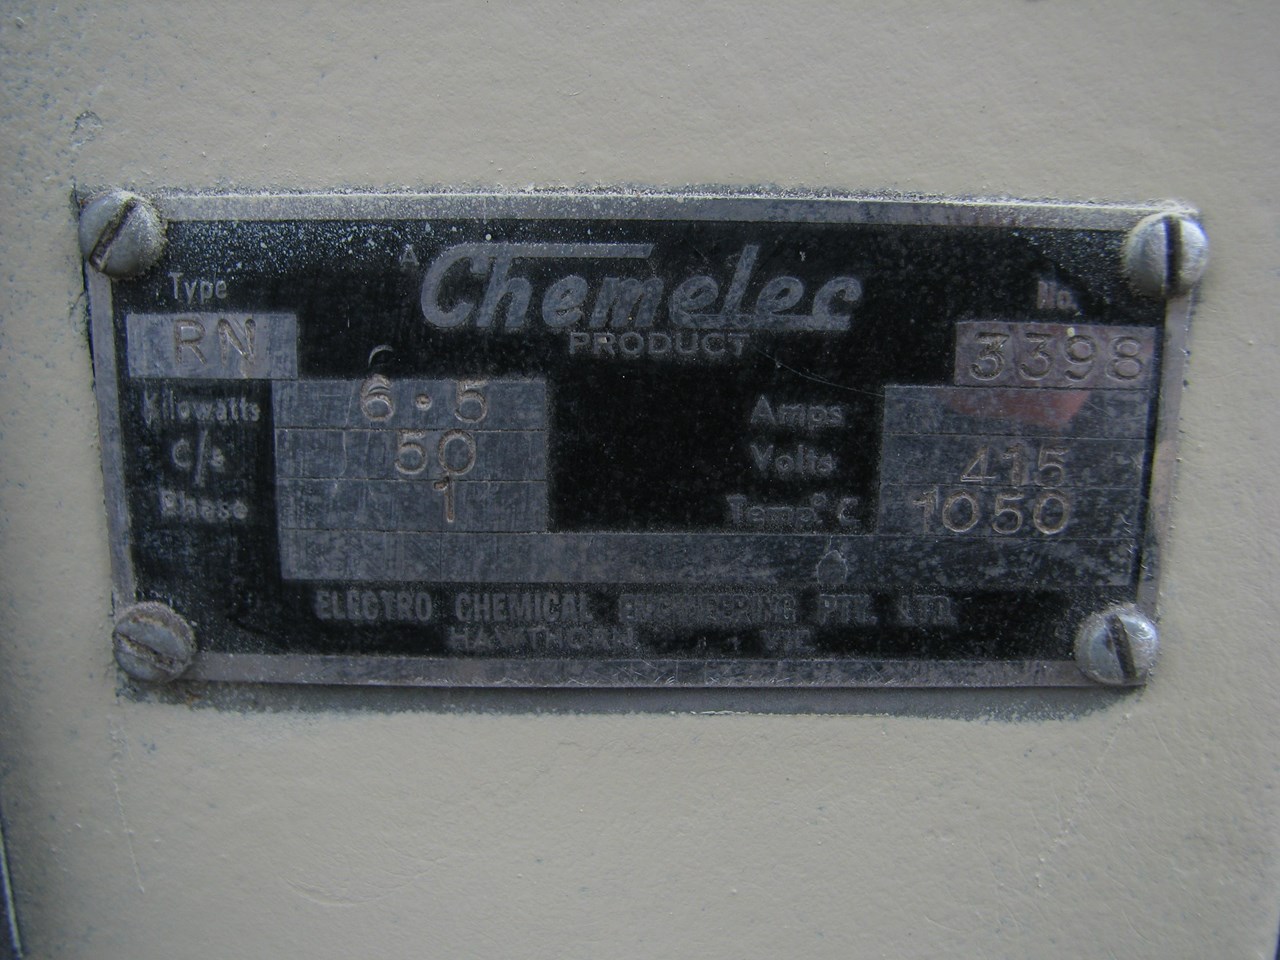 A Chemelec
PRODUCT
Type
No.
RN
3398
Kilowatts 6.5
Amps
C/s 50
Volts 415
Phase 1
Temp. °C 1050
ELECTRO CHEMICAL ENGINEERING PTY. LTD.
HAWTHORN VIC